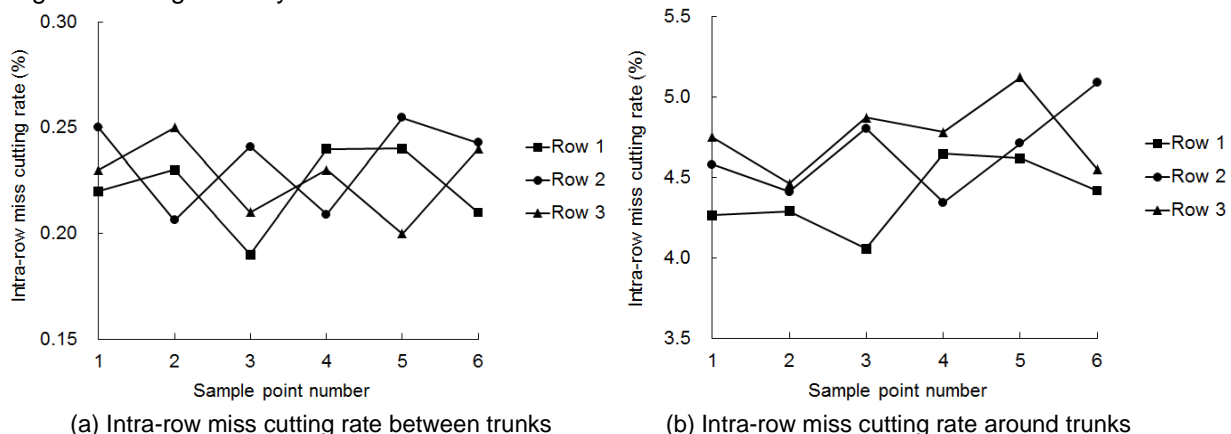 0.30
0.25
0.20
0.15
Intra-row miss cutting rate (%)
1 2 3 4 5 6
Sample point number
Row 1
Row 2
Row 3
(a) Intra-row miss cutting rate between trunks
5.5
5.0
4.5
4.0
3.5
Intra-row miss cutting rate (%)
1 2 3 4 5 6
Sample point number
Row 1
Row 2
Row 3
(b) Intra-row miss cutting rate around trunks